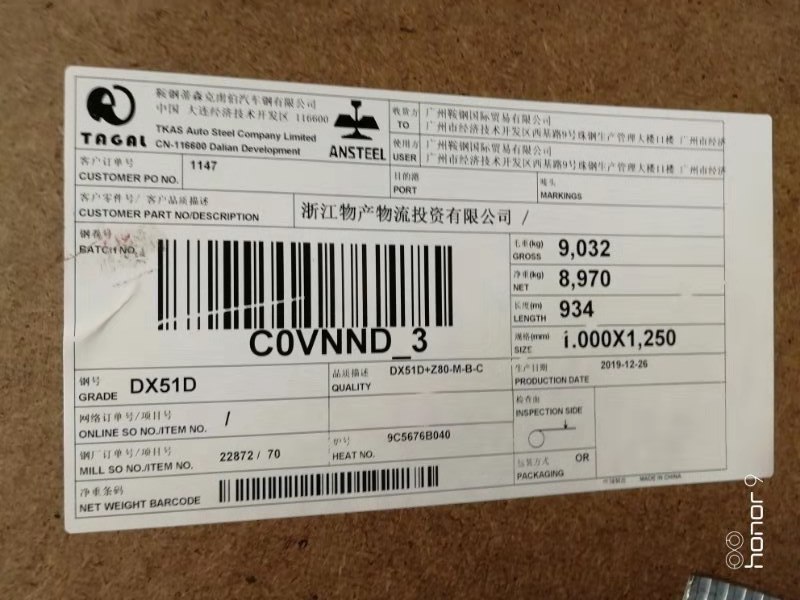 TAGAL
鞍钢蒂森克虏伯汽车钢有限公司
中国 大连经济技术开发区 116600
TKAS Auto Steel Company Limited
CN-116600 Dalian Development
ANSTEEL
收货方 广州鞍钢国际贸易有限公司
TO 广州市经济技术开发区西基路9号珠钢生产管理大楼11楼 广州市经济
使用方 广州鞍钢国际贸易有限公司
USER 广州市经济技术开发区西基路9号珠钢生产管理大楼11楼 广州市经济
客户订单号 1147
CUSTOMER PO NO.
目的港
PORT
唛头
MARKINGS
客户零件号/ 客户品质描述
CUSTOMER PART NO/DESCRIPTION
浙江物产物流投资有限公司 /
钢卷号
BATCH NO.
C0VNND_3
毛重(kg) 9,032
GROSS
净重(kg) 8,970
NET
长度(m) 934
LENGTH
规格(mm) 1.000X1,250
SIZE
钢号 DX51D
GRADE
品质描述 DX51D+Z80-M-B-C
QUALITY
生产日期 2019-12-26
PRODUCTION DATE
网络订单号/项目号 /
ONLINE SO NO./ITEM NO.
检查面
INSPECTION SIDE
钢厂订单号/项目号 22872 / 70
MILL SO NO./ITEM NO.
炉号 9C5676B040
HEAT NO.
包装方式 OR
PACKAGING
净重条码
NET WEIGHT BARCODE
中国制造 MADE IN CHINA
honor 9